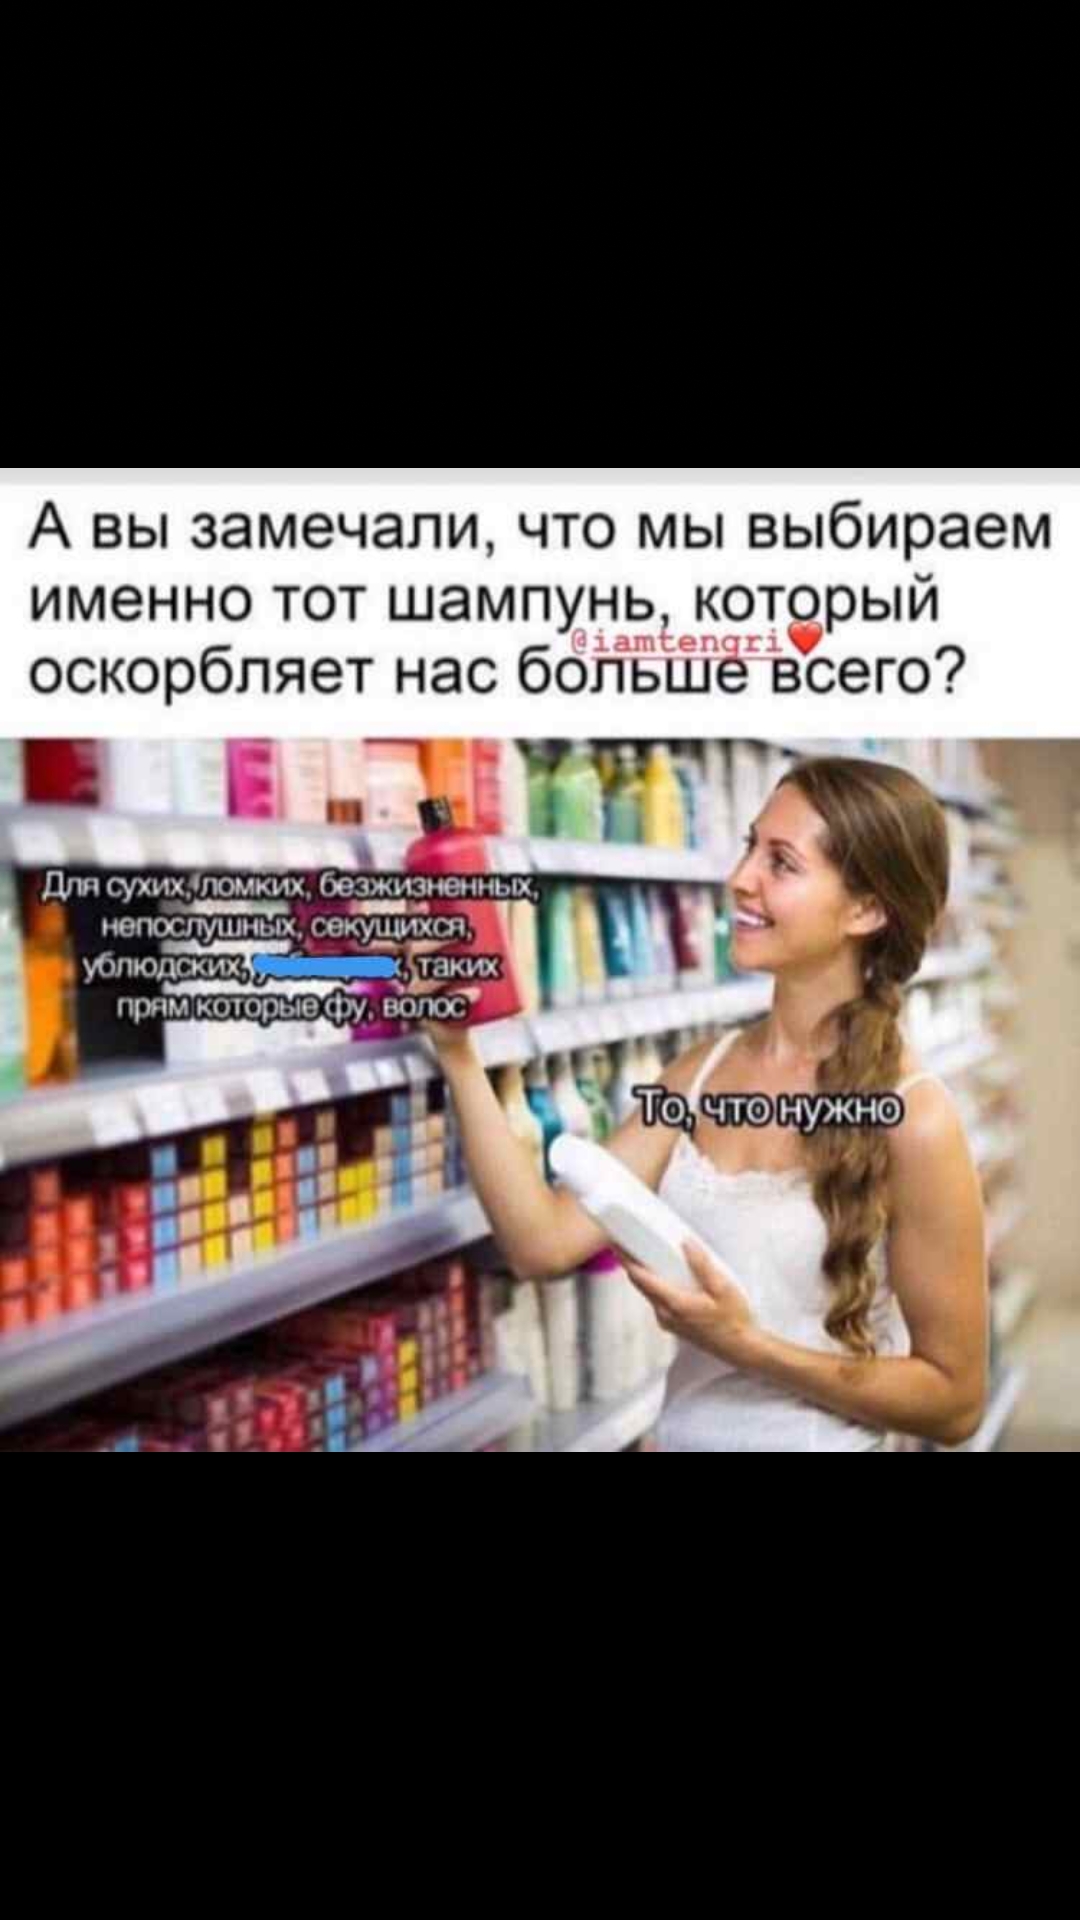 А вы замечали, что мы выбираем
именно тот шампунь, который
@iamtengri
оскорбляет нас больше всего?
Для сухих, ломких, безжизненных,
непослушных, секущихся,
ублюдских, таких
прям которые фу, волос
То, что нужно